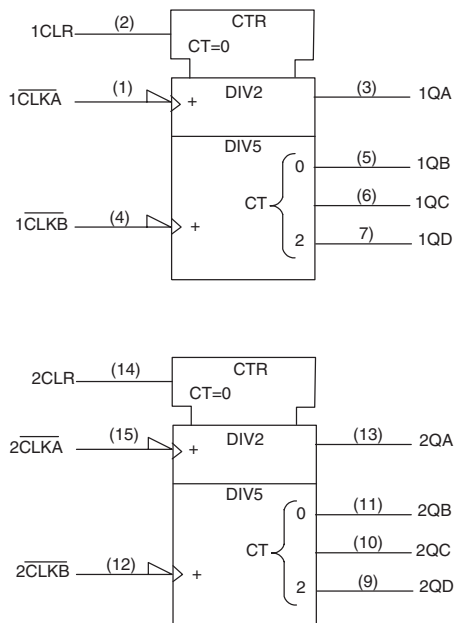 CTR
1CLR (2)
CT=0
1CLKA (1) + DIV2 (3) 1QA
DIV5
0 (5) 1QB
CT (6) 1QC
1CLKB (4) + 2 7) 1QD
CTR
2CLR (14)
CT=0
2CLKA (15) + DIV2 (13) 2QA
DIV5
0 (11) 2QB
CT (10) 2QC
2CLKB (12) + 2 (9) 2QD